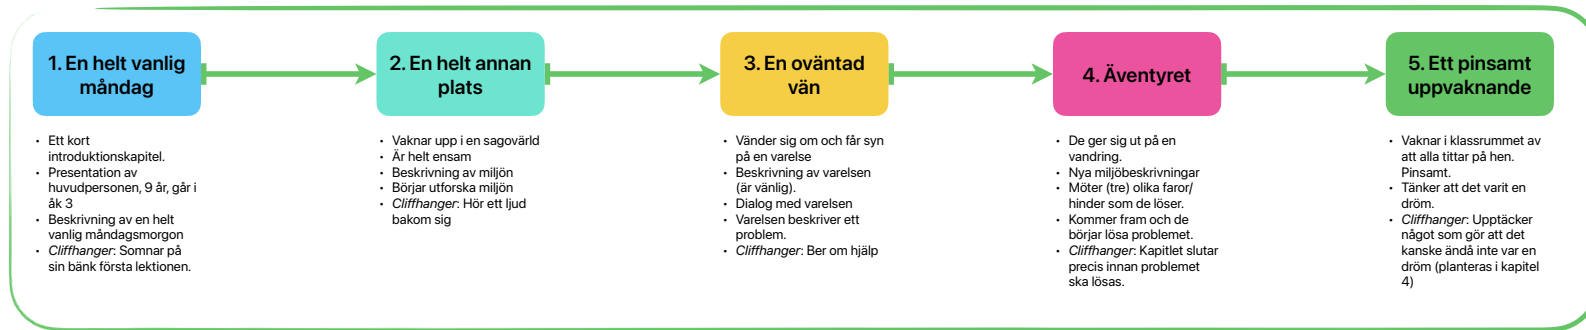 1. En helt vanlig
måndag
• Ett kort
introduktionskapitel.
• Presentation av
huvudpersonen, 9 år, går i
åk 3
• Beskrivning av en helt
vanlig måndagsmorgon
• Cliffhanger: Somnar på
sin bänk första lektionen.
2. En helt annan
plats
• Vaknar upp i en sagovärld
• Är helt ensam
• Beskrivning av miljön
• Börjar utforska miljön
• Cliffhanger: Hör ett ljud
bakom sig
3. En oväntad
vän
• Vänder sig om och får syn
på en varelse
• Beskrivning av varelsen
(är vänlig).
• Dialog med varelsen
• Varelsen beskriver ett
problem.
• Cliffhanger: Ber om hjälp
4. Äventyret
• De ger sig ut på en
vandring.
• Nya miljöbeskrivningar
• Möter (tre) olika faror/
hinder som de löser.
• Kommer fram och de
börjar lösa problemet.
• Cliffhanger: Kapitlet slutar
precis innan problemet
ska lösas.
5. Ett pinsamt
uppvaknande
• Vaknar i klassrummet av
att alla tittar på hen.
Pinsamt.
• Tänker att det varit en
dröm.
• Cliffhanger: Upptäcker
något som gör att det
kanske ändå inte var en
dröm (planteras i kapitel
4)